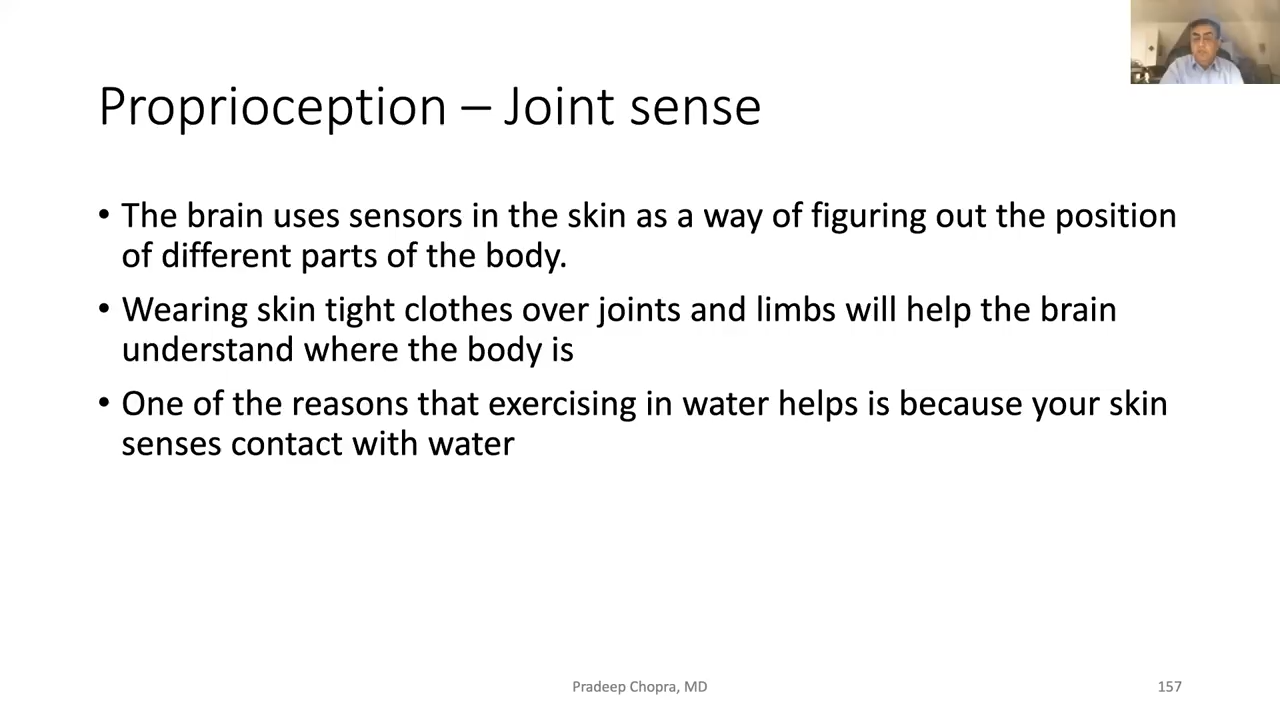 Proprioception – Joint sense
• The brain uses sensors in the skin as a way of figuring out the position
of different parts of the body.
• Wearing skin tight clothes over joints and limbs will help the brain
understand where the body is
• One of the reasons that exercising in water helps is because your skin
senses contact with water
Pradeep Chopra, MD
157